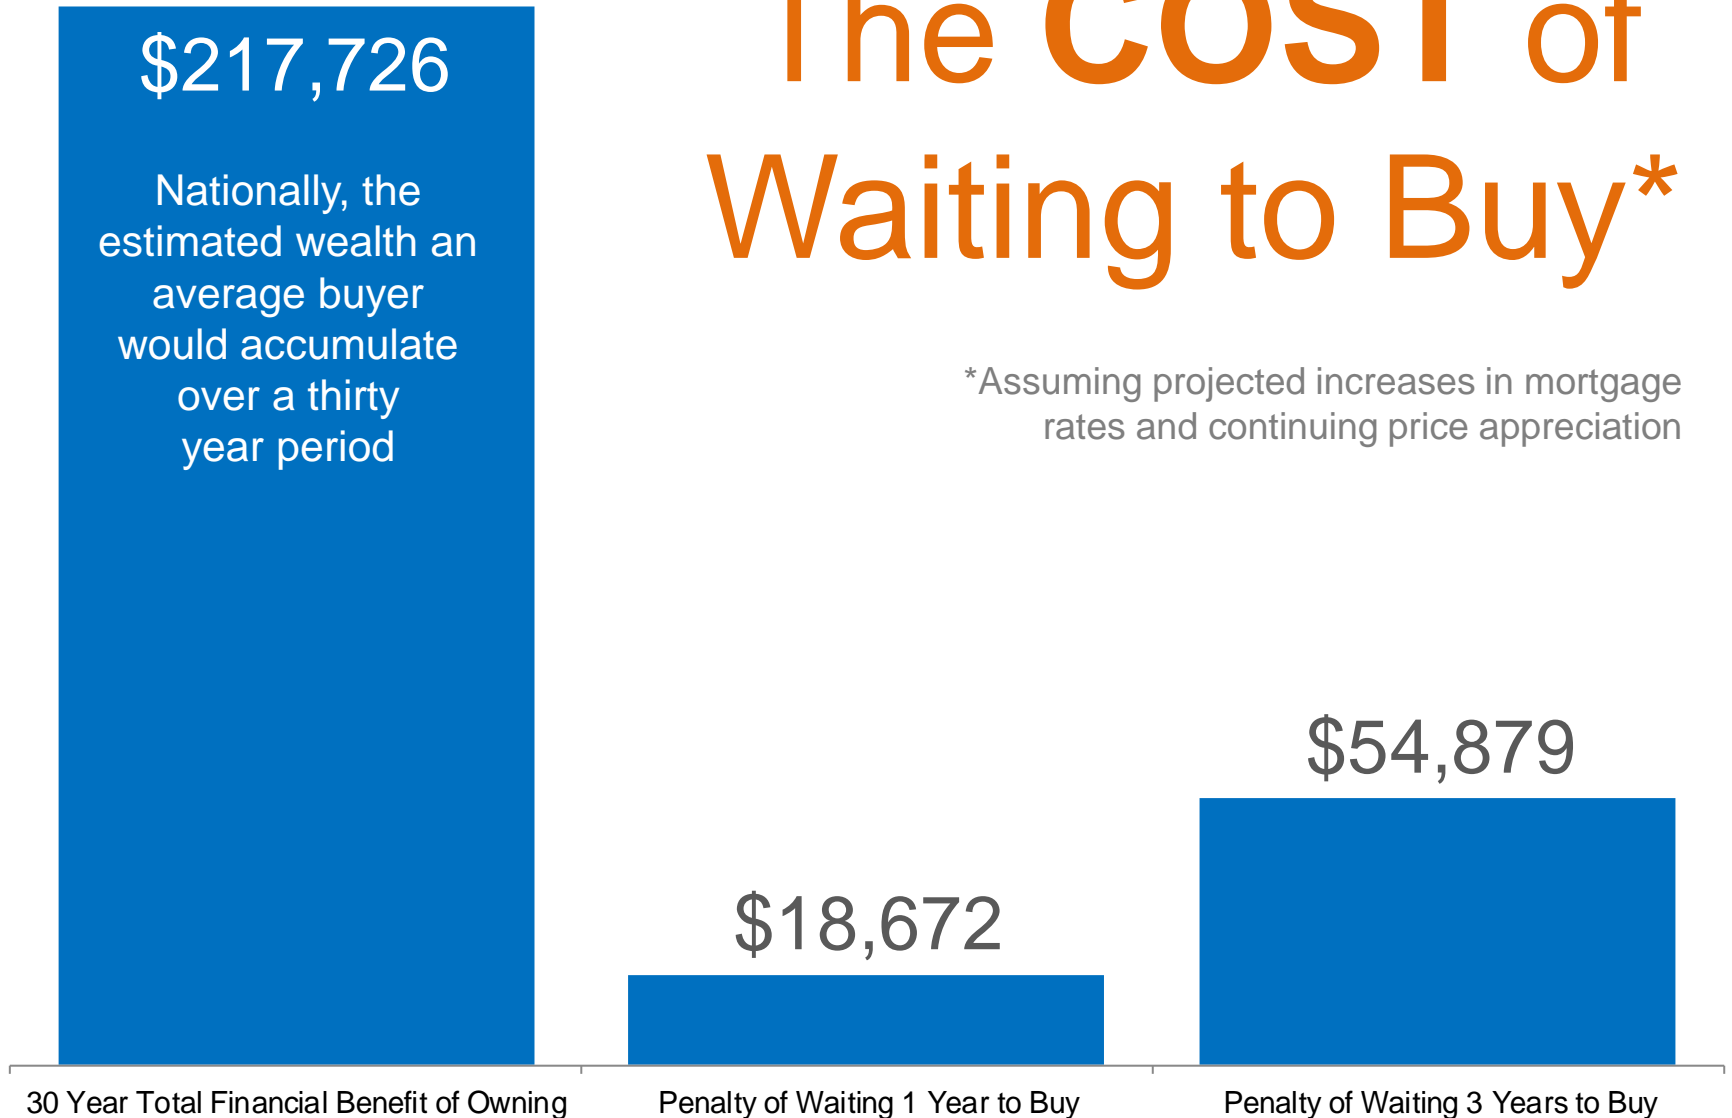 The COST of
Waiting to Buy*
*Assuming projected increases in mortgage
rates and continuing price appreciation
$217,726
Nationally, the
estimated wealth an
average buyer
would accumulate
over a thirty
year period
$18,672
$54,879
30 Year Total Financial Benefit of Owning
Penalty of Waiting 1 Year to Buy
Penalty of Waiting 3 Years to Buy